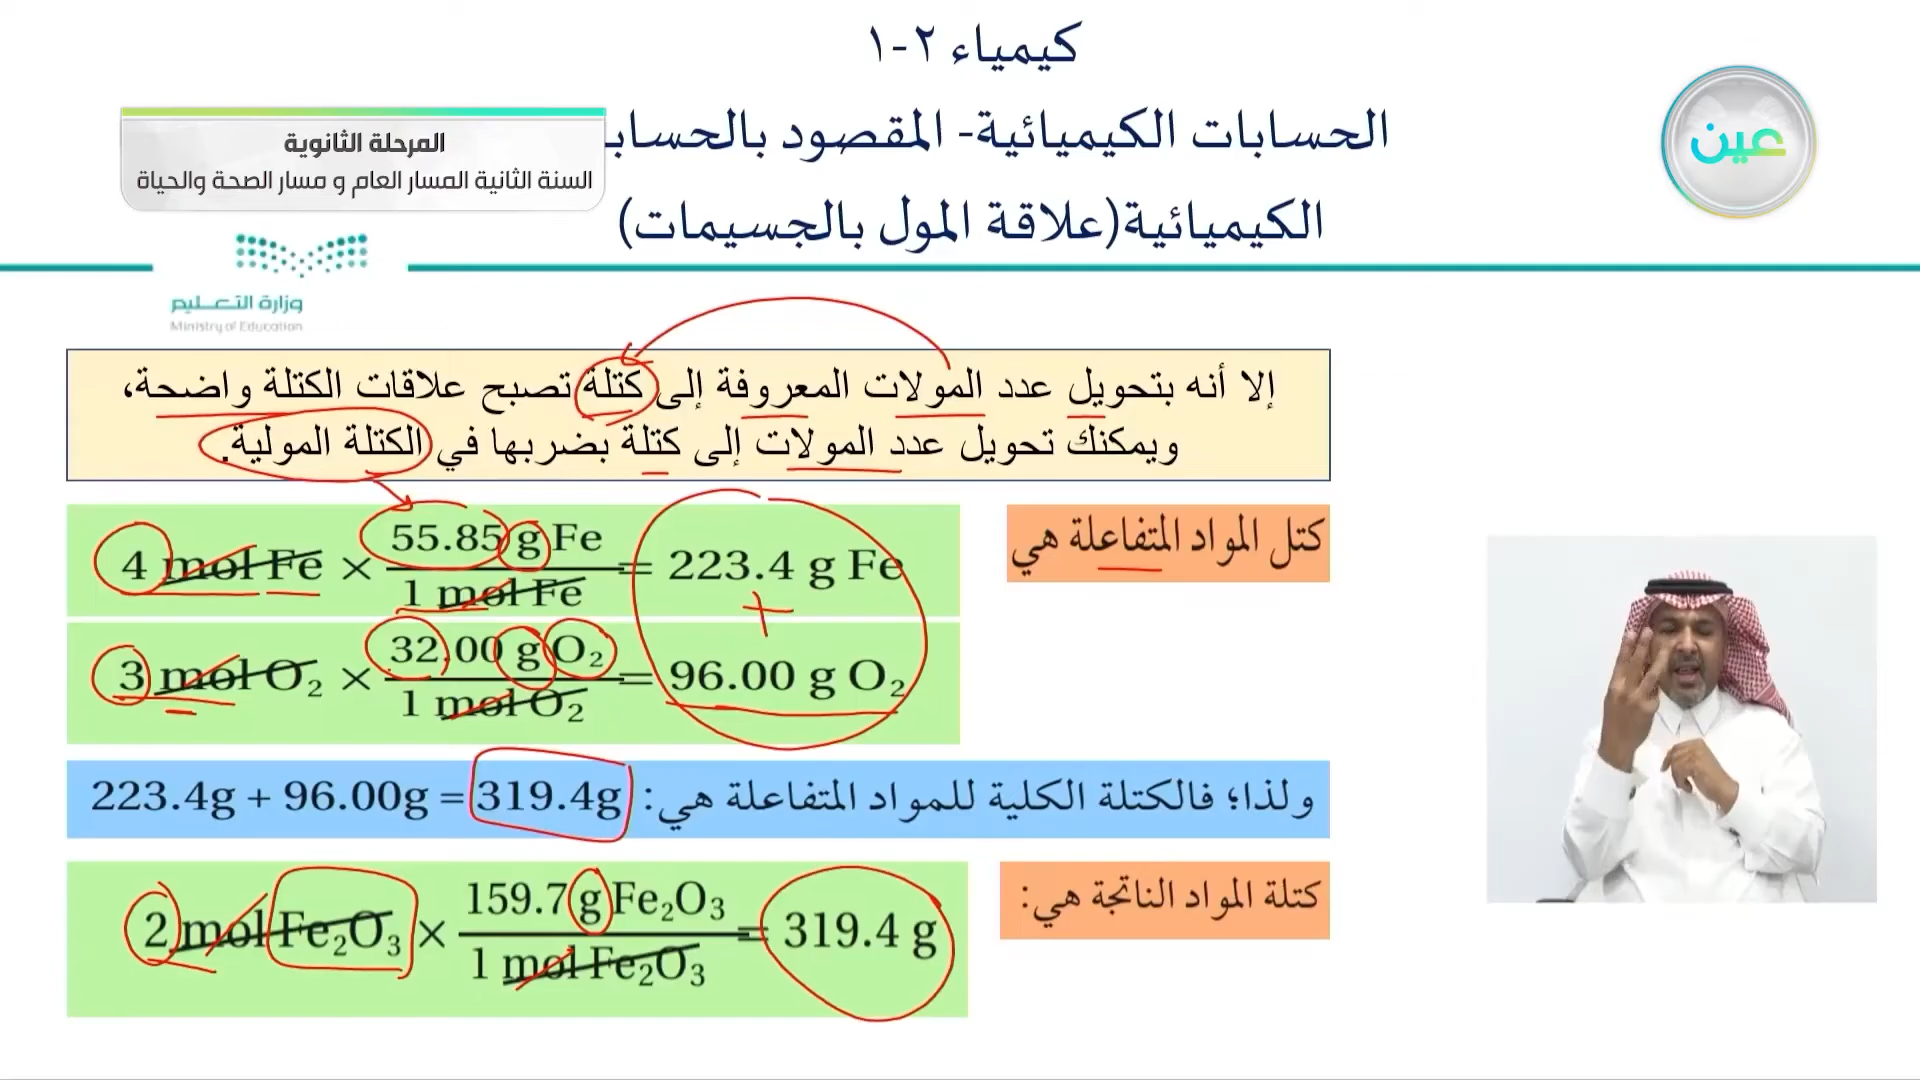 كيمياء ٢-١
الحسابات الكيميائية- المقصود بالحساب
الكيميائية(علاقة المول بالجسيمات)
المرحلة الثانوية
السنة الثانية المسار العام و مسار الصحة والحياة
عين
وزارة التعليم
Ministry of Education
إلا أنه بتحويل عدد المولات المعروفة إلى كتلة تصبح علاقات الكتلة واضحة،
ويمكنك تحويل عدد المولات إلى كتلة بضربها في الكتلة المولية.
كتل المواد المتفاعلة هي
4 mol Fe × 55.85 g Fe / 1 mol Fe = 223.4 g Fe
+
3 mol O₂ × 32.00 g O₂ / 1 mol O₂ = 96.00 g O₂
ولذا؛ فالكتلة الكلية للمواد المتفاعلة هي: 223.4g + 96.00g = 319.4g
كتلة المواد الناتجة هي:
2 mol Fe₂O₃ × 159.7 g Fe₂O₃ / 1 mol Fe₂O₃ = 319.4 g